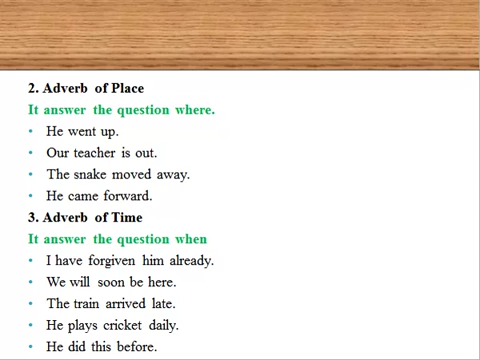 2. Adverb of Place
It answer the question where.
• He went up.
• Our teacher is out.
• The snake moved away.
• He came forward.
3. Adverb of Time
It answer the question when
• I have forgiven him already.
• We will soon be here.
• The train arrived late.
• He plays cricket daily.
• He did this before.